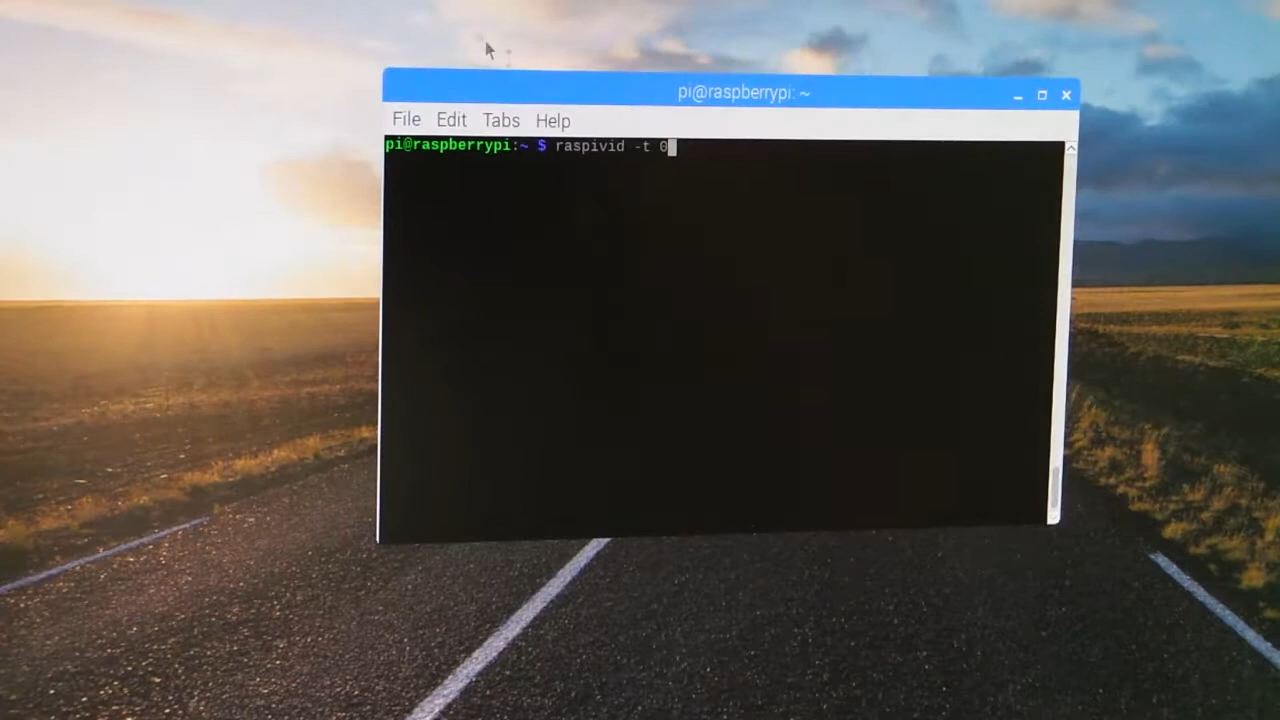 pi@raspberrypi: ~
File Edit Tabs Help
pi@raspberrypi:~ $ raspivid -t 0